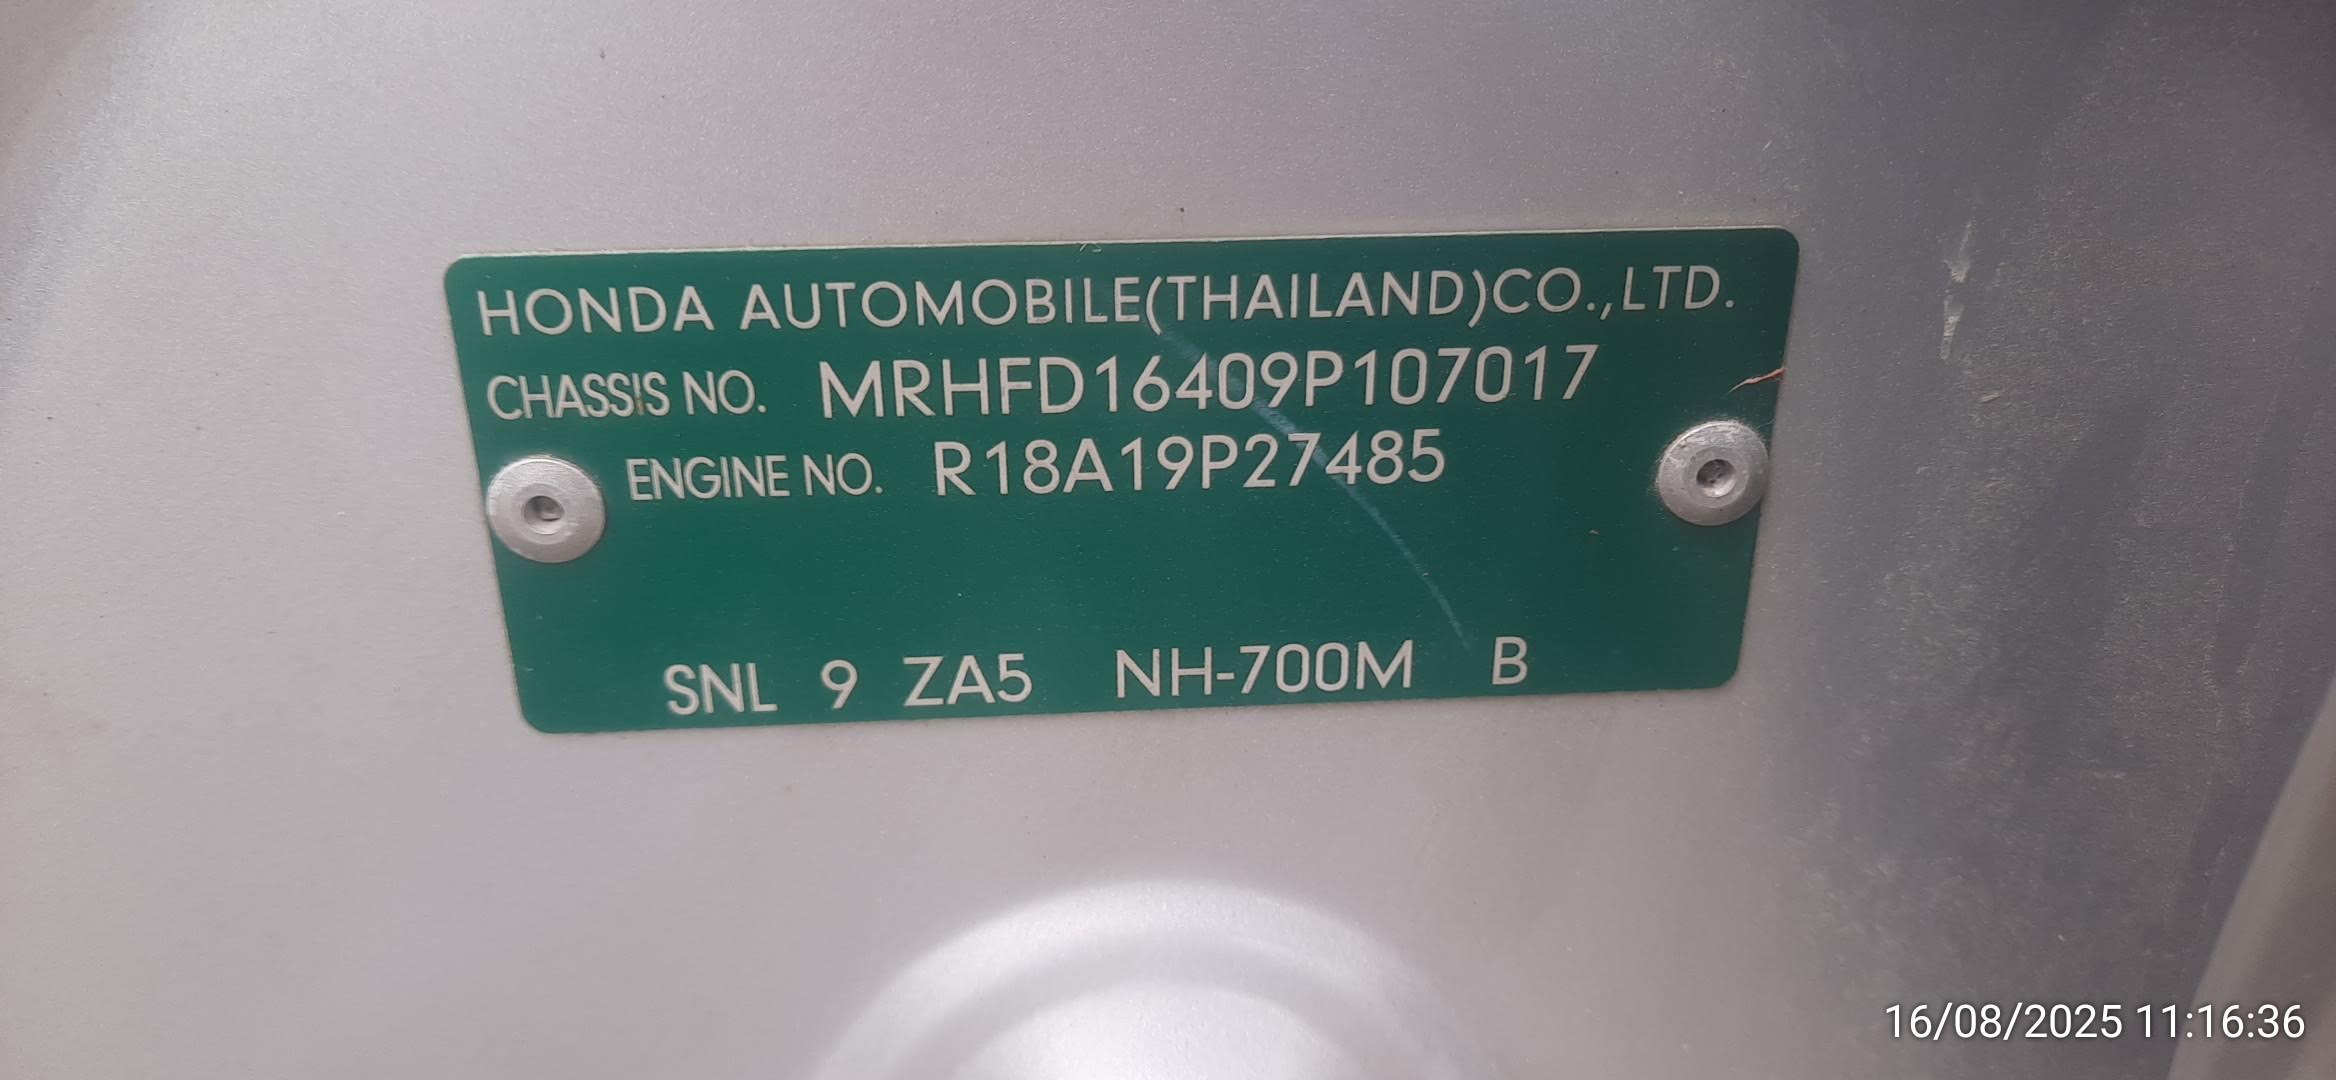 HONDA AUTOMOBILE(THAILAND)CO.,LTD.
CHASSIS NO. MRHFD16409P107017
ENGINE NO. R18A19P27485
SNL 9 ZA5 NH-700M B
16/08/2025 11:16:36